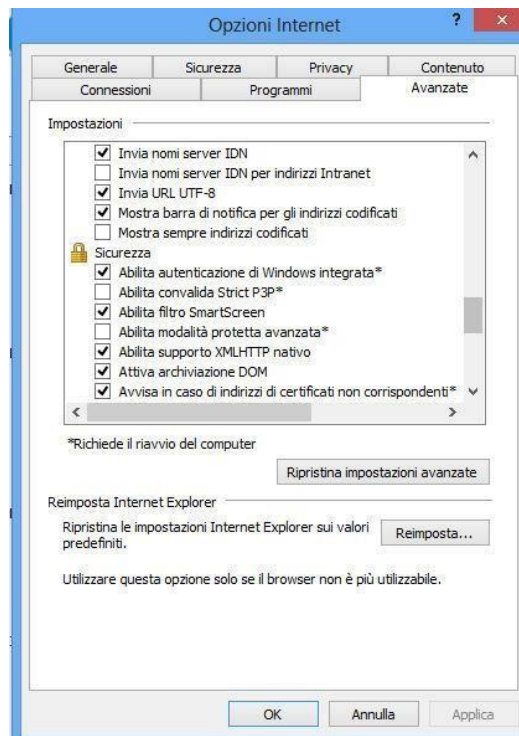 Opzioni Internet
?
Generale
Sicurezza
Privacy
Contenuto
Connessioni
Programmi
Avanzate
Impostazioni
Invia nomi server IDN
Invia nomi server IDN per indirizzi Intranet
Invia URL UTF-8
Mostra barra di notifica per gli indirizzi codificati
Mostra sempre indirizzi codificati
Sicurezza
Abilita autenticazione di Windows integrata*
Abilita convalida Strict P3P*
Abilita filtro SmartScreen
Abilita modalità protetta avanzata*
Abilita supporto XMLHTTP nativo
Attiva archiviazione DOM
Avvisa in caso di indirizzi di certificati non corrispondenti*
*Richiede il riavvio del computer
Ripristina impostazioni avanzate
Reimposta Internet Explorer
Ripristina le impostazioni Internet Explorer sui valori
predefiniti.
Reimposta...
Utilizzare questa opzione solo se il browser non è più utilizzabile.
OK
Annulla
Applica